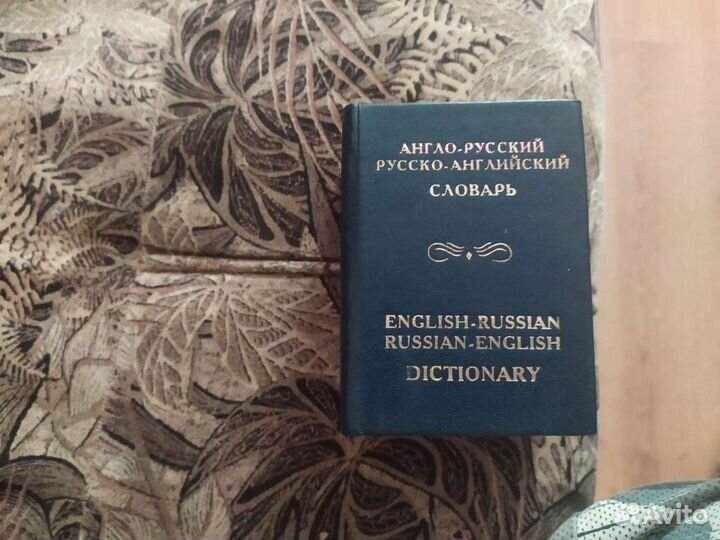 АНГЛО-РУССКИЙ
РУССКО-АНГЛИЙСКИЙ
СЛОВАРЬ
ENGLISH-RUSSIAN
RUSSIAN-ENGLISH
DICTIONARY
Avito